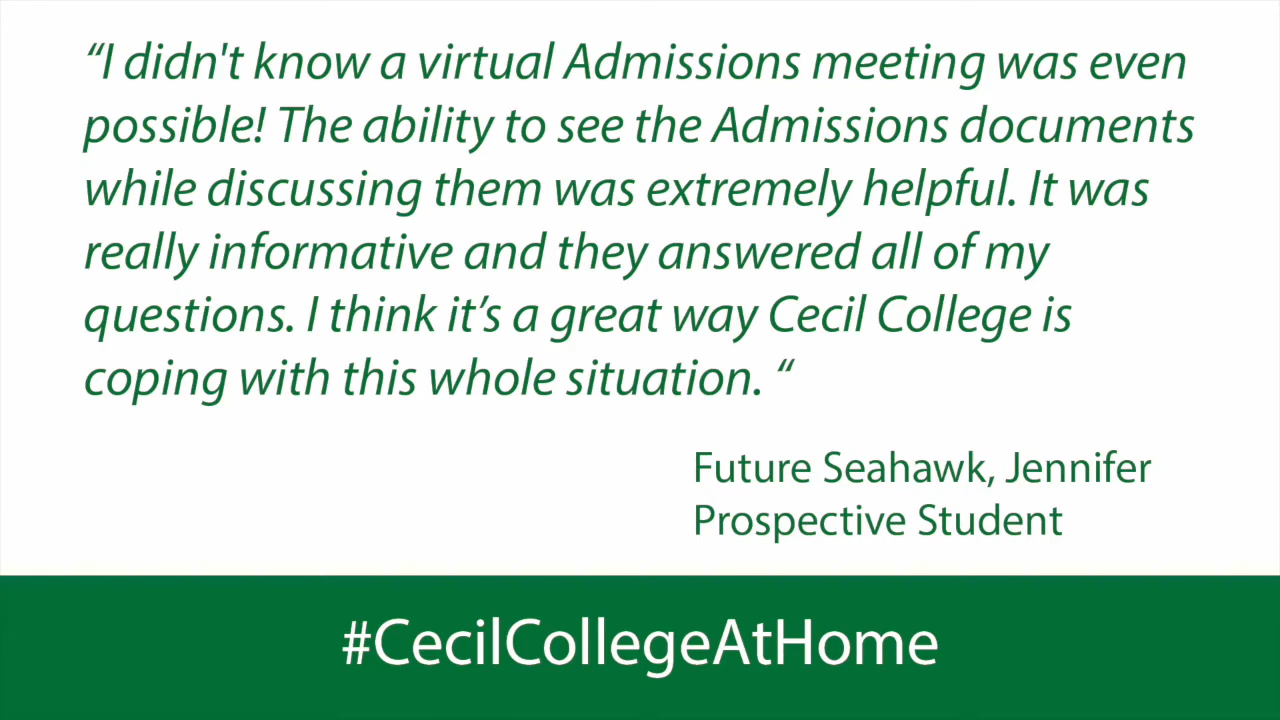 “I didn't know a virtual Admissions meeting was even
possible! The ability to see the Admissions documents
while discussing them was extremely helpful. It was
really informative and they answered all of my
questions. I think it’s a great way Cecil College is
coping with this whole situation. “
Future Seahawk, Jennifer
Prospective Student
#CecilCollegeAtHome